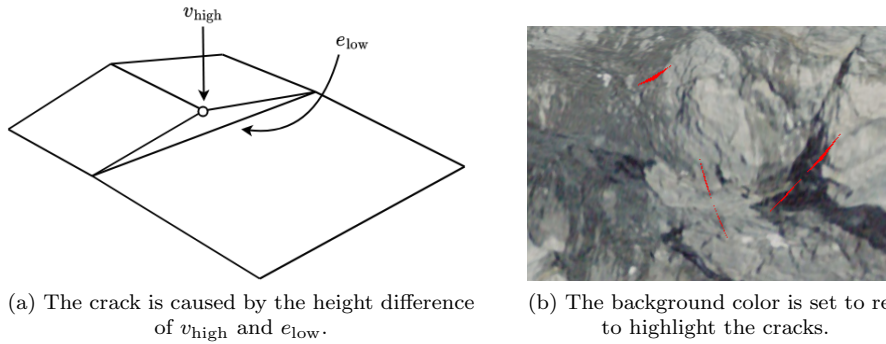 v_high
e_low
(a) The crack is caused by the height difference
of v_high and e_low.
(b) The background color is set to re
to highlight the cracks.